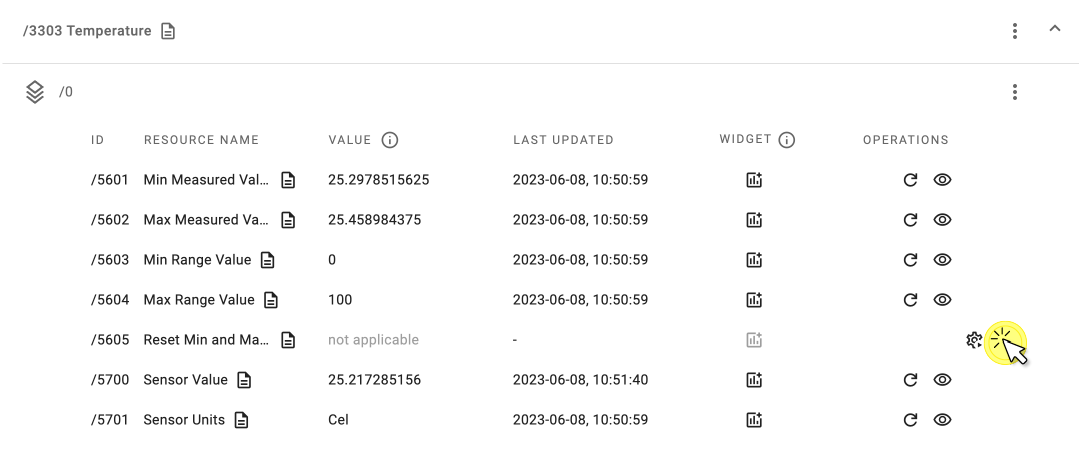 /3303 Temperature
/0
ID RESOURCE NAME VALUE LAST UPDATED WIDGET OPERATIONS
/5601 Min Measured Val... 25.2978515625 2023-06-08, 10:50:59
/5602 Max Measured Va... 25.458984375 2023-06-08, 10:50:59
/5603 Min Range Value 0 2023-06-08, 10:50:59
/5604 Max Range Value 100 2023-06-08, 10:50:59
/5605 Reset Min and Ma... not applicable -
/5700 Sensor Value 25.217285156 2023-06-08, 10:51:40
/5701 Sensor Units Cel 2023-06-08, 10:50:59